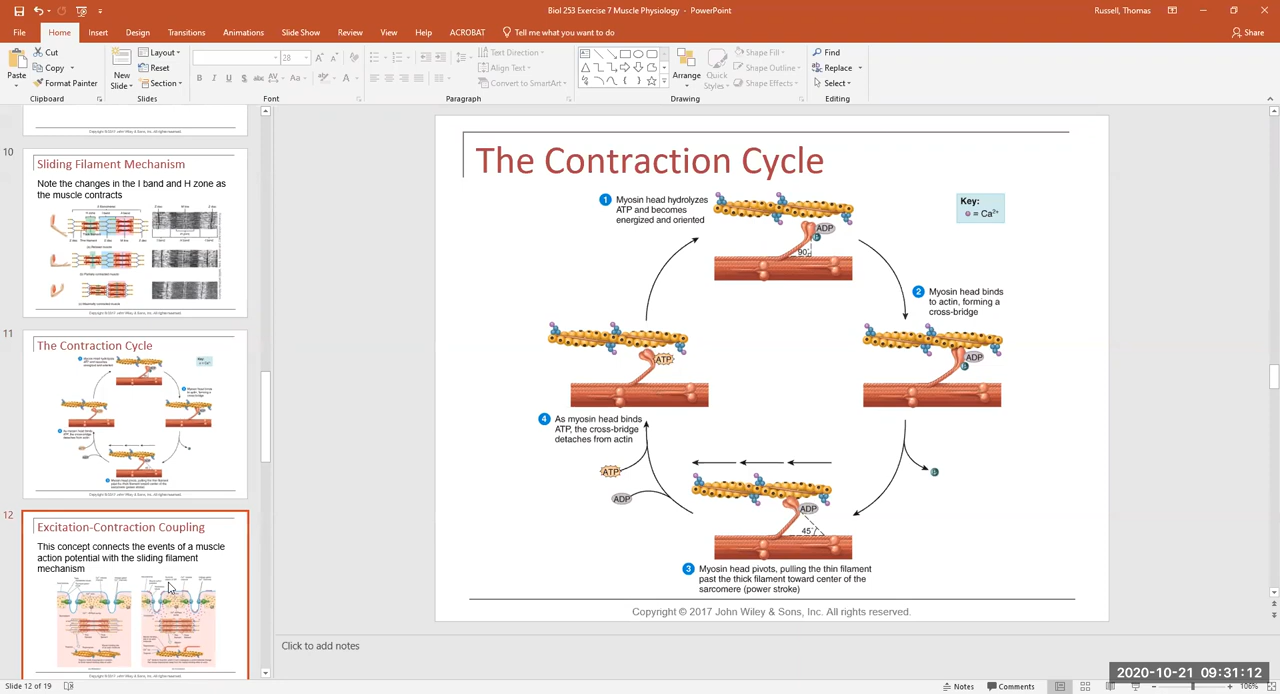 Biol 253 Exercise 7 Muscle Physiology - PowerPoint
Russell, Thomas
File Home Insert Design Transitions Animations Slide Show Review View Help ACROBAT Tell me what you want to do
Share
Paste
Cut
Copy
Format Painter
Clipboard
New
Slide
Layout
Reset
Section
Slides
28
B I U S abc AV Aa A
Font
Text Direction
Align Text
Convert to SmartArt
Paragraph
Arrange
Quick
Styles
Shape Fill
Shape Outline
Shape Effects
Drawing
Find
Replace
Select
Editing
10
Sliding Filament Mechanism
Note the changes in the I band and H zone as
the muscle contracts
11
The Contraction Cycle
12
Excitation-Contraction Coupling
This concept connects the events of a muscle
action potential with the sliding filament
mechanism
The Contraction Cycle
1 Myosin head hydrolyzes
ATP and becomes
energized and oriented
ADP
P
90°
Key:
= Ca2+
2 Myosin head binds
to actin, forming a
cross-bridge
ADP
P
P
ATP
4 As myosin head binds
ATP, the cross-bridge
detaches from actin
ATP
ADP
ADP
45°
3 Myosin head pivots, pulling the thin filament
past the thick filament toward center of the
sarcomere (power stroke)
Copyright © 2017 John Wiley & Sons, Inc. All rights reserved.
Click to add notes
Slide 12 of 19
Notes
Comments
106%
2020-10-21 09:31:12